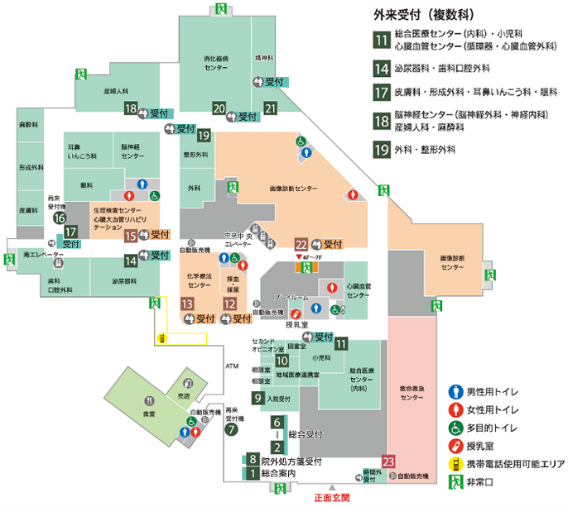 外来受付（複数科）
11 総合医療センター（内科）・小児科
心臓血管センター（循環器・心臓血管外科）
14 泌尿器科・歯科口腔外科
17 皮膚科・形成外科・耳鼻いんこう科・眼科
18 脳神経センター（脳神経外科・神経内科）
産婦人科・麻酔科
19 外科・整形外科
消化器病
センター
精神科
産婦人科
18 受付
20 受付
21
受付
19
麻酔科
形成外科
皮膚科
耳鼻
いんこう科
脳神経
センター
眼科
整形外科
外科
画像診断センター
再来
受付機
16
17
受付
生理検査センター
心臓大血管リハビリ
テーション
15 受付
14 受付
南エレベーター
歯科
口腔外科
泌尿器科
自動販売機
中央
エレベーター
中央
22 受付
4F～7F
画像診断
センター
化学療法
センター
採血
・
採尿
13 受付
12 受付
プレイルーム
自動販売機
授乳室
心臓血管
センター
受付
11
セカンド
オピニオン室
図書室
10
小児科
相談室
相談室
地域医療連携室
総合医療
センター
（内科）
9 入院受付
ATM
売店
食堂
自動販売機
再来
受付機
7
6
｜
2
総合受付
8 院外処方箋受付
1 総合案内
救命救急
センター
23
時間外
受付
自動販売機
正面玄関
男性用トイレ
女性用トイレ
多目的トイレ
授乳室
携帯電話使用可能エリア
非常口